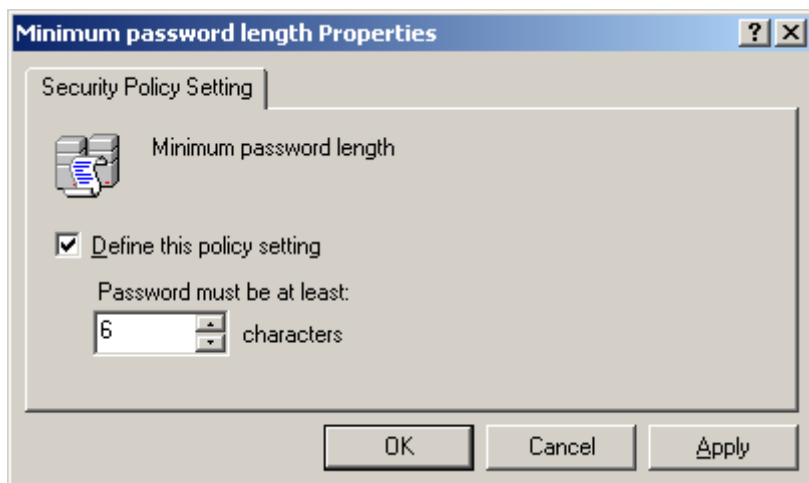 Minimum password length Properties
Security Policy Setting
Minimum password length
Define this policy setting
Password must be at least:
6 characters
OK Cancel Apply